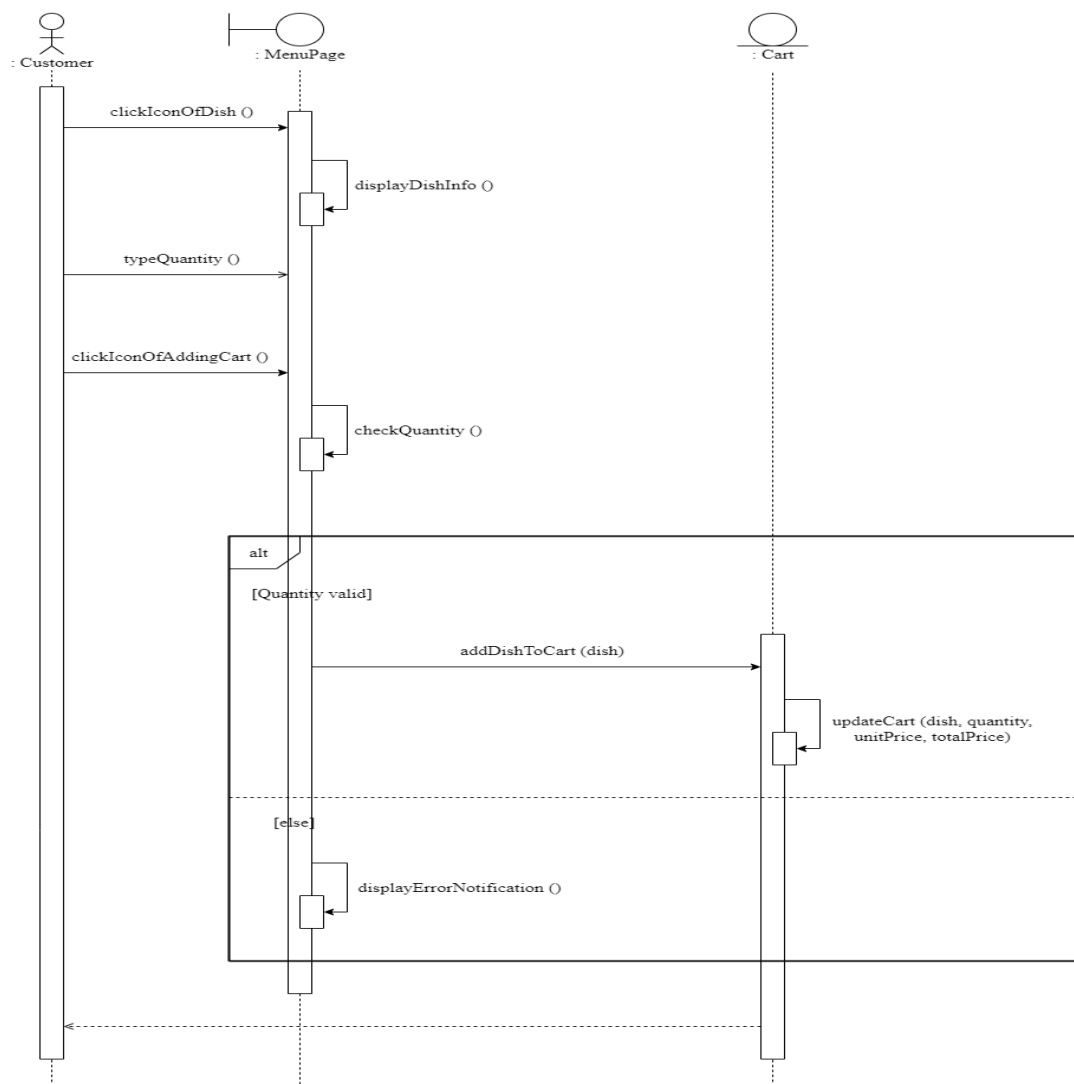 : Customer
: MenuPage
: Cart
clickIconOfDish ()
displayDishInfo ()
typeQuantity ()
clickIconOfAddingCart ()
checkQuantity ()
alt
[Quantity valid]
addDishToCart (dish)
updateCart (dish, quantity,
unitPrice, totalPrice)
[else]
displayErrorNotification ()